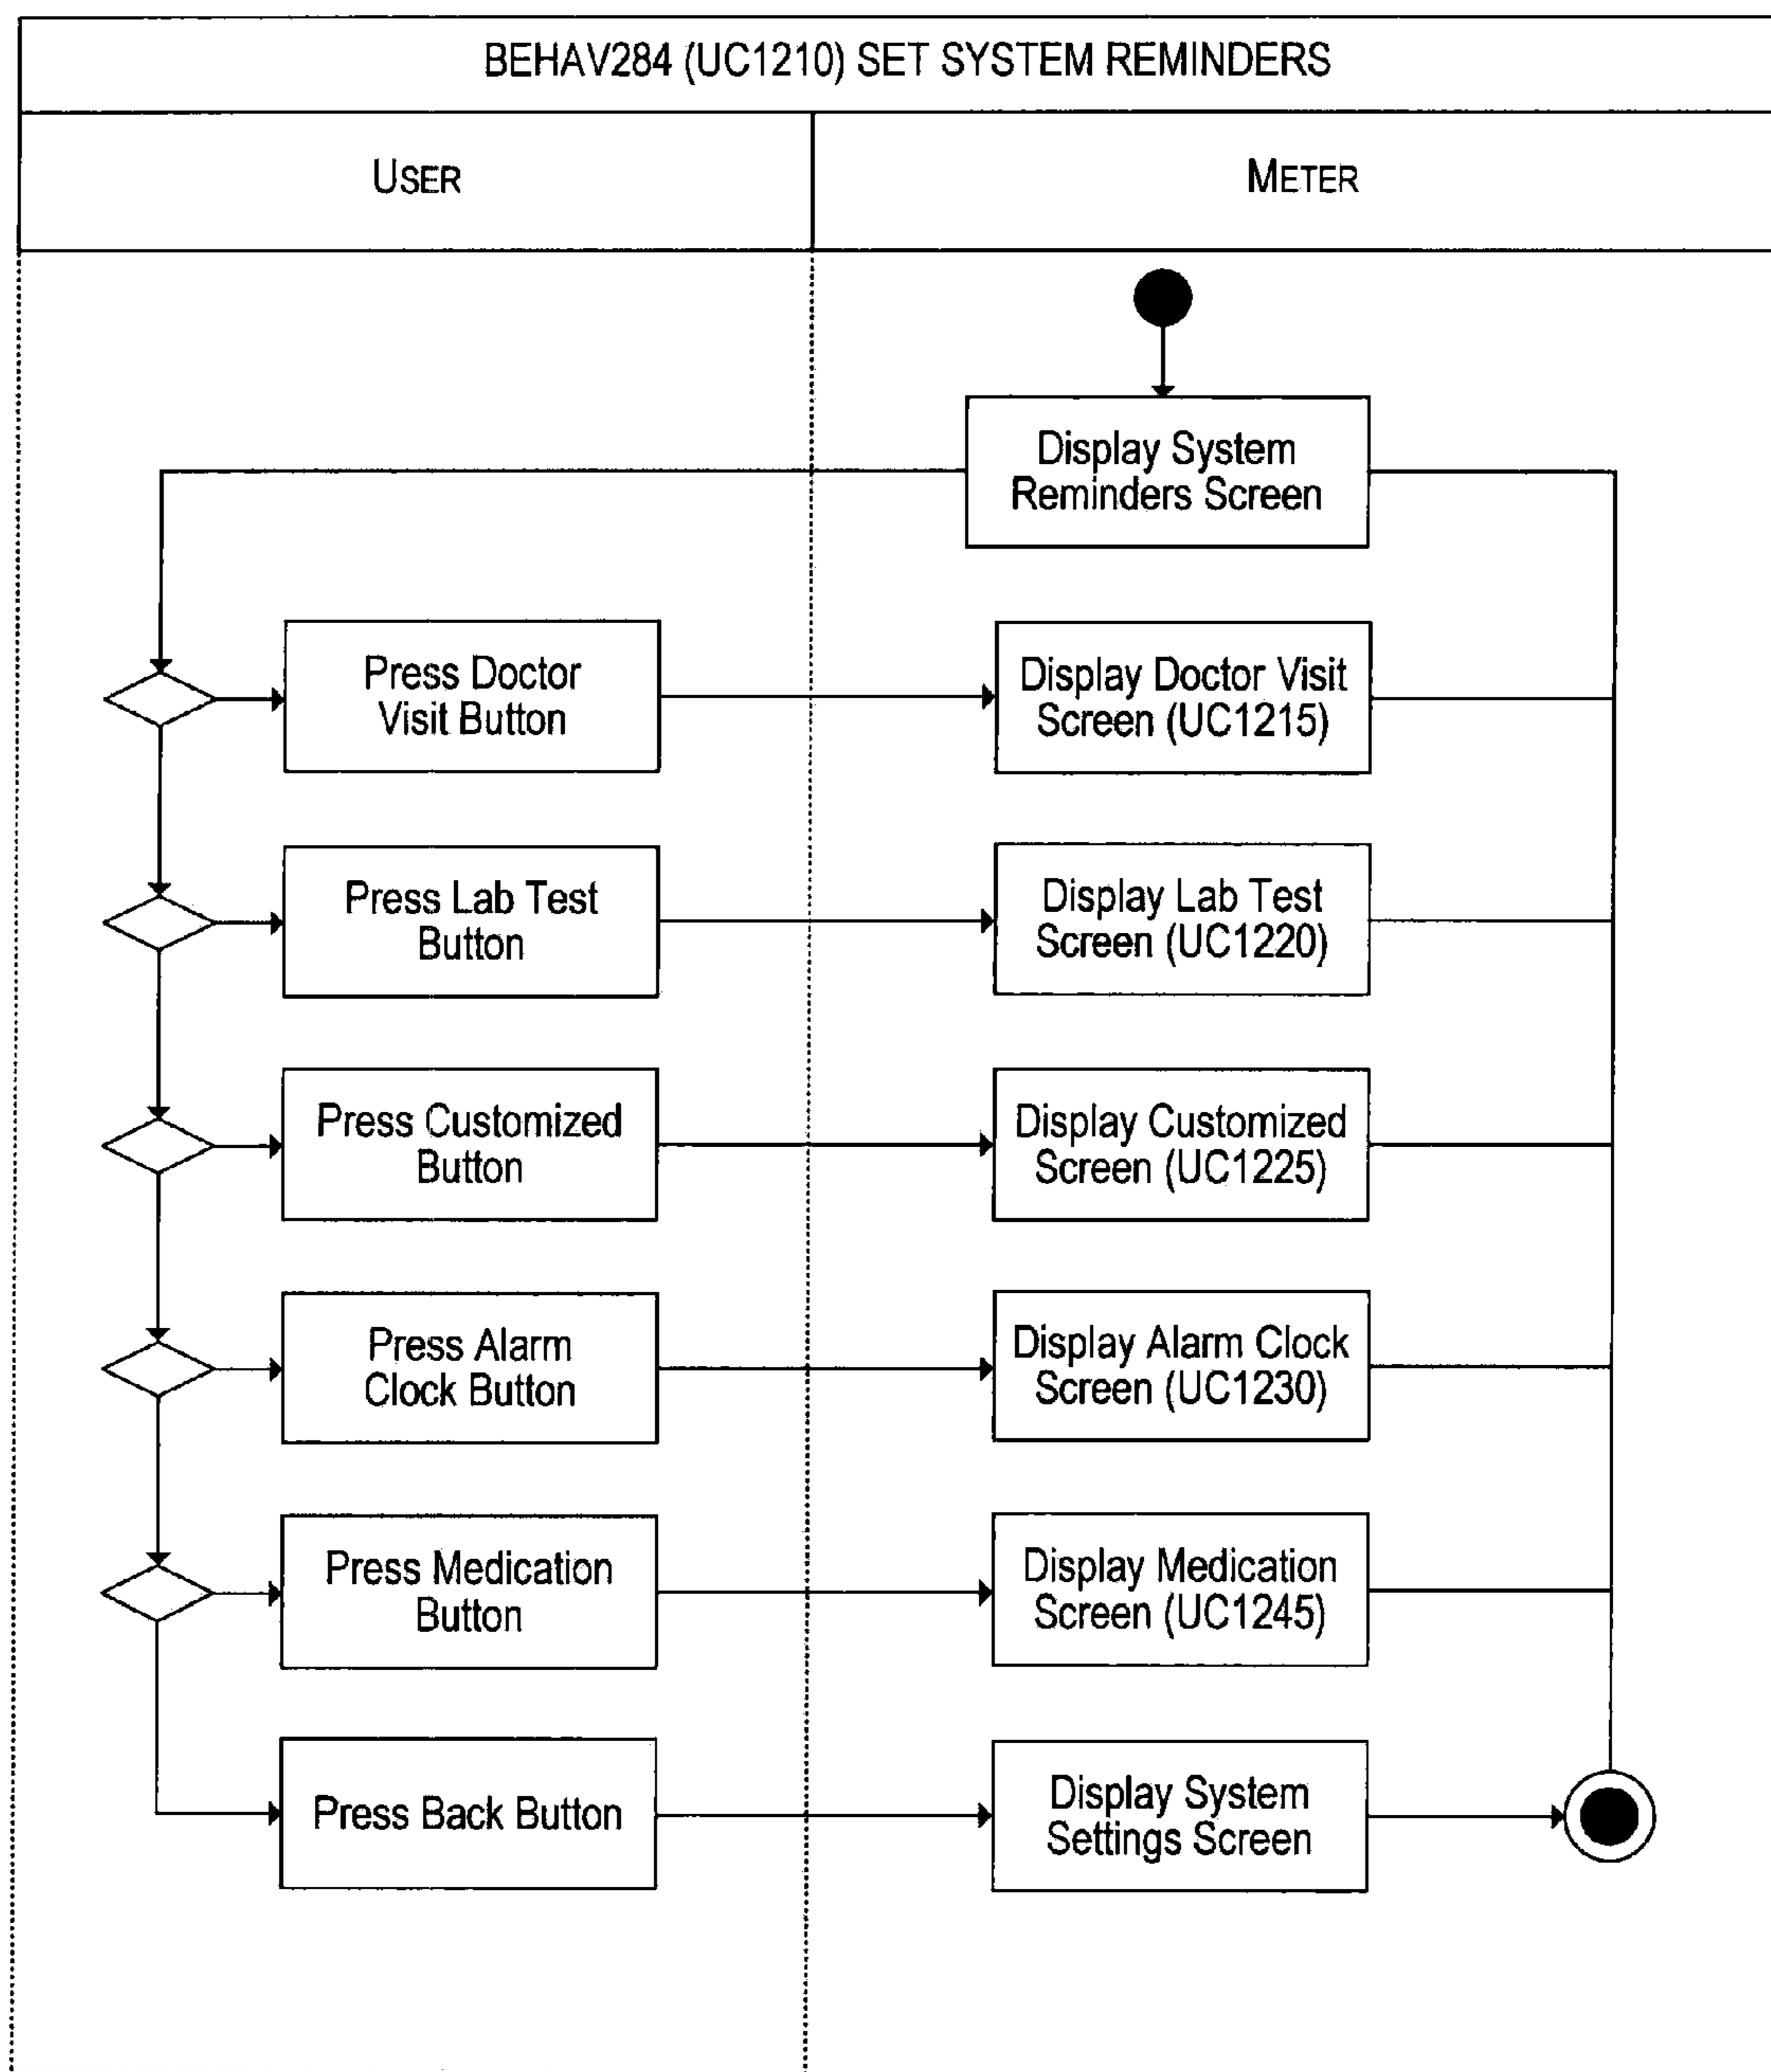 BEHAV284 (UC1210) SET SYSTEM REMINDERS
USER
METER
Display System
Reminders Screen
Press Doctor
Visit Button
Display Doctor Visit
Screen (UC1215)
Press Lab Test
Button
Display Lab Test
Screen (UC1220)
Press Customized
Button
Display Customized
Screen (UC1225)
Press Alarm
Clock Button
Display Alarm Clock
Screen (UC1230)
Press Medication
Button
Display Medication
Screen (UC1245)
Press Back Button
Display System
Settings Screen